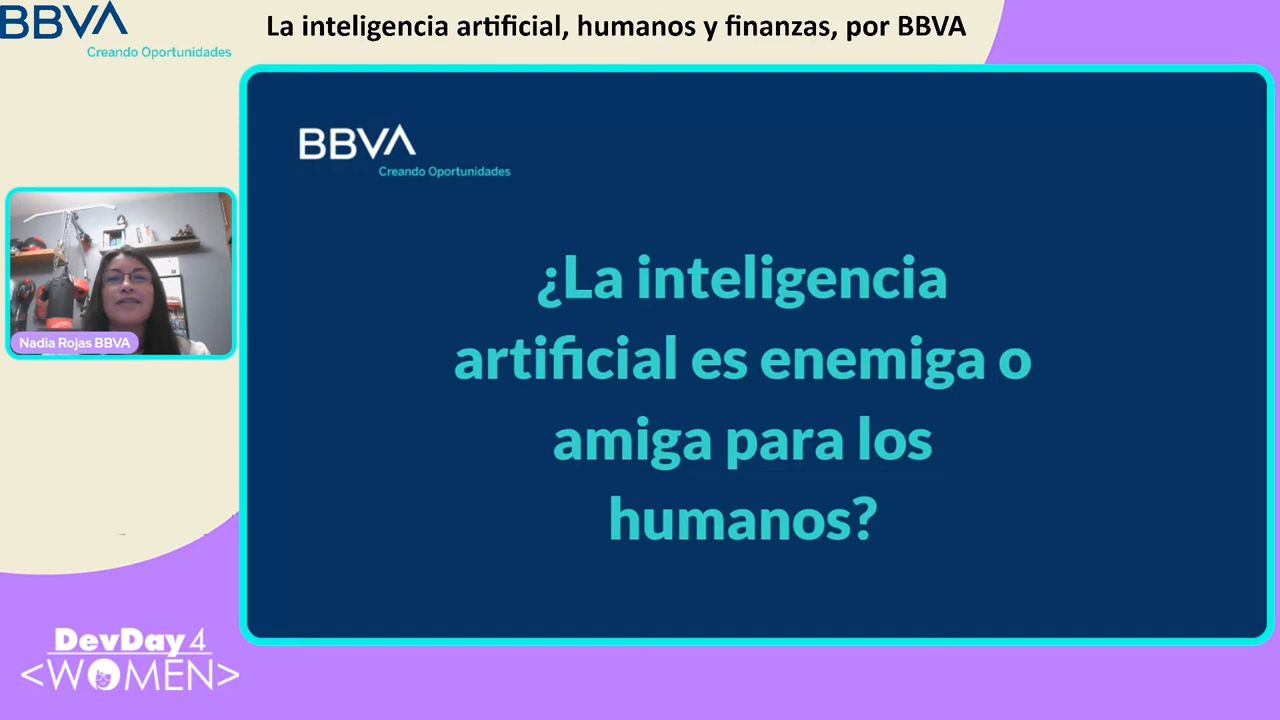 BBVA
Creando Oportunidades
La inteligencia artificial, humanos y finanzas, por BBVA
BBVA
Creando Oportunidades
¿La inteligencia
artificial es enemiga o
amiga para los
humanos?
Nadia Rojas BBVA
DevDay4
<WOMEN>